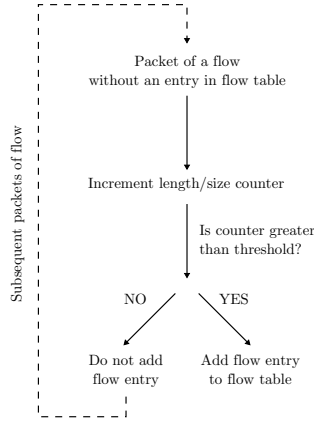 Packet of a flow
without an entry in flow table
Increment length/size counter
Is counter greater
than threshold?
NO
YES
Do not add
flow entry
Add flow entry
to flow table
Subsequent packets of flow